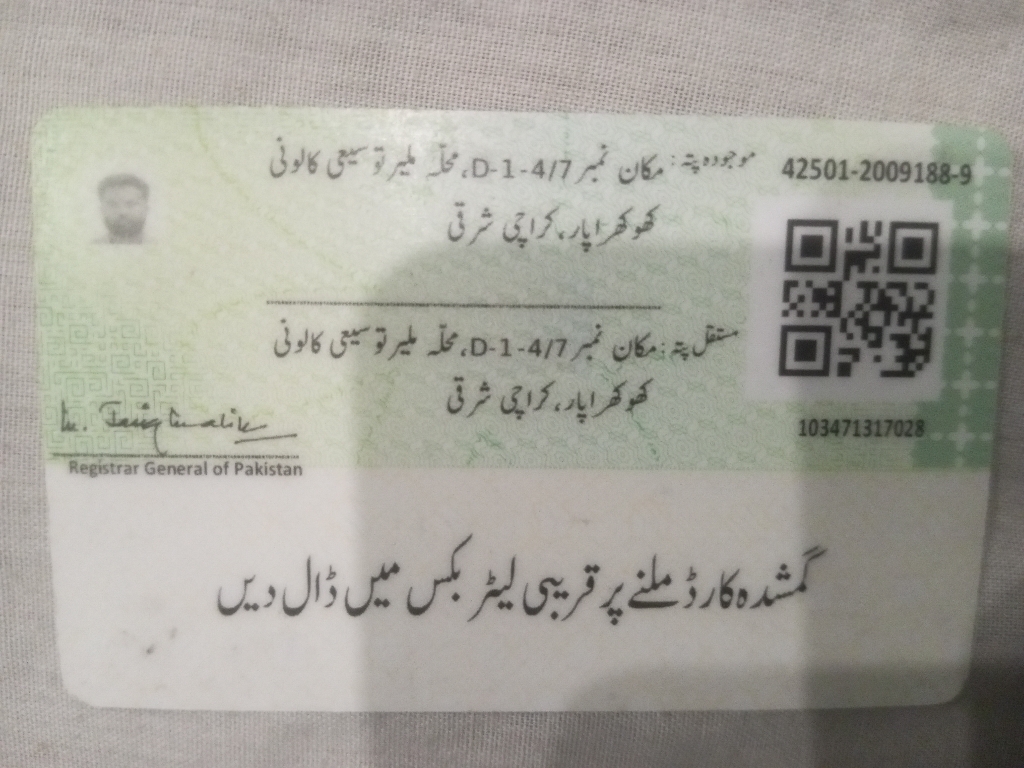 42501-2009188-9
موجودہ پتہ: مکان نمبر D-1-4/7، محلّہ ملیر توسیعی کالونی
کھوکھراپار، کراچی شرقی
مستقل پتہ: مکان نمبر D-1-4/7، محلّہ ملیر توسیعی کالونی
کھوکھراپار، کراچی شرقی
103471317028
Registrar General of Pakistan
گمشدہ کارڈ ملنے پر قریبی لیٹر بکس میں ڈال دیں